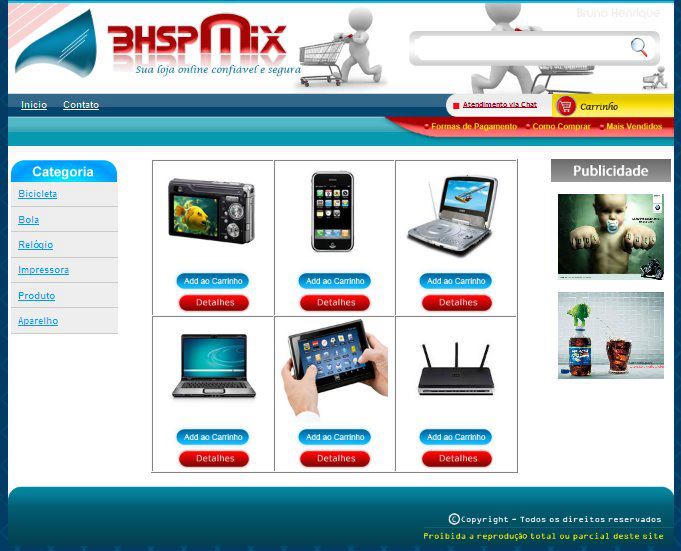 Bruno Henrique
BHSPMiX
Sua loja online confiável e segura
Inicio Contato
Atendimento via Chat
Carrinho
Formas de Pagamento Como Comprar Mais Vendidos
Categoria
Bicicleta
Bola
Relógio
Impressora
Produto
Aparelho
Add ao Carrinho Add ao Carrinho Add ao Carrinho
Detalhes Detalhes Detalhes
Add ao Carrinho Add ao Carrinho Add ao Carrinho
Detalhes Detalhes Detalhes
Publicidade
©Copyright - Todos os direitos reservados
Proibida a reprodução total ou parcial deste site